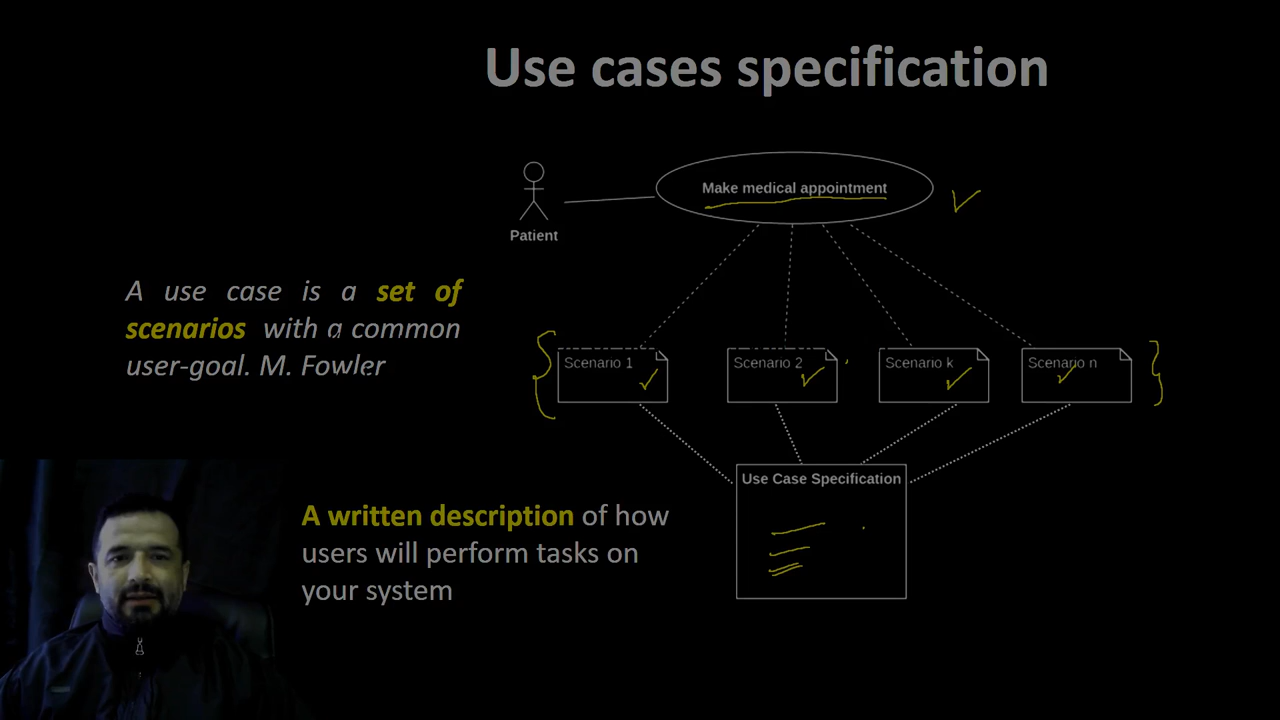 Use cases specification
Make medical appointment
Patient
A use case is a set of
scenarios with a common
user-goal. M. Fowler
Scenario 1
Scenario 2
Scenario k
Scenario n
Use Case Specification
A written description of how
users will perform tasks on
your system